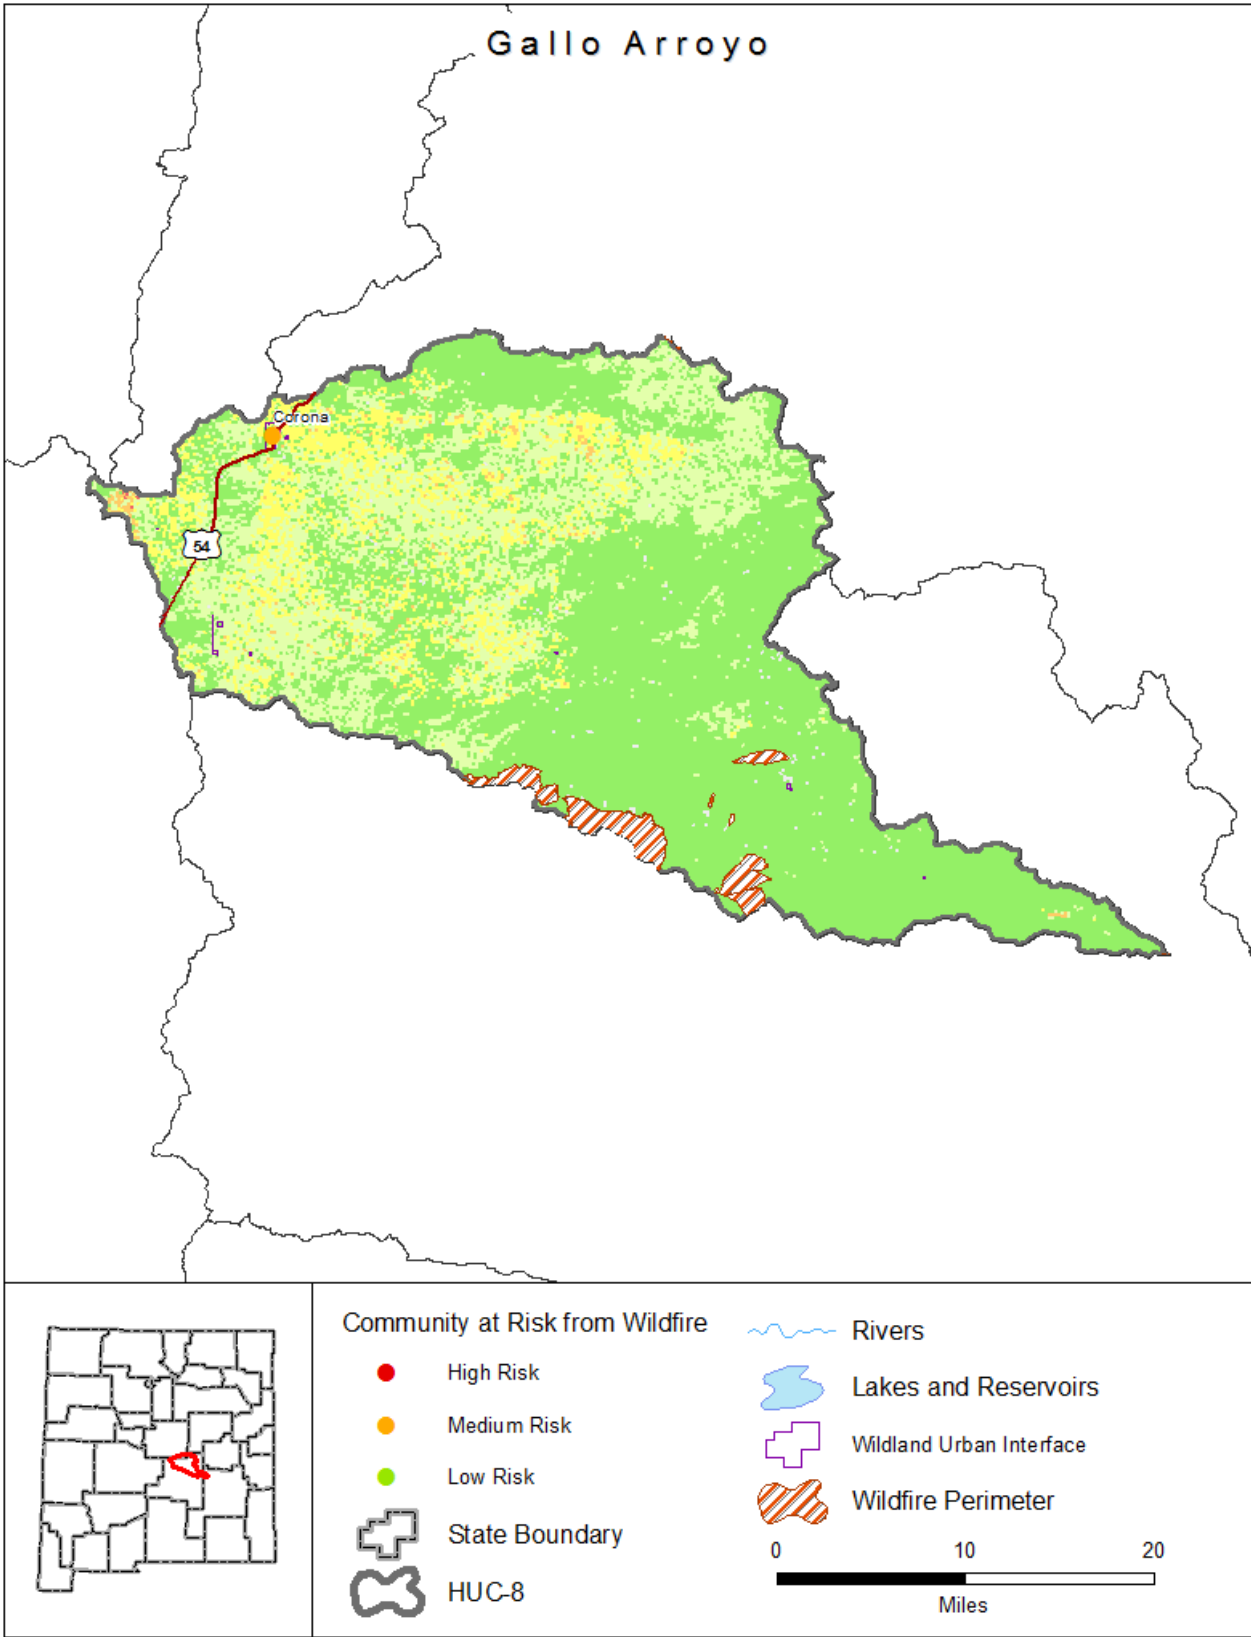 Gallo Arroyo
Corona
54
Community at Risk from Wildfire
High Risk
Medium Risk
Low Risk
State Boundary
HUC-8
Rivers
Lakes and Reservoirs
Wildland Urban Interface
Wildfire Perimeter
0 10 20
Miles